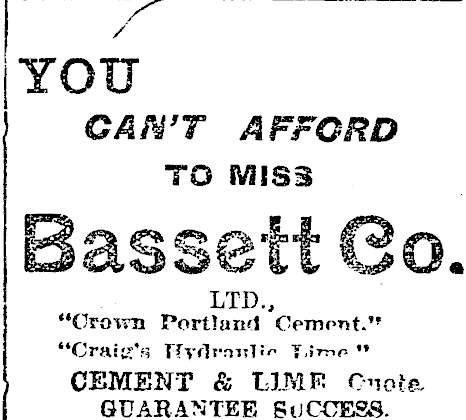 YOU
CAN'T AFFORD
TO MISS
Bassett Co.
LTD.,
"Crown Portland Cement."
"Craig's Hydraulic Lime"
CEMENT & LIME Quote
GUARANTEE SUCCESS.